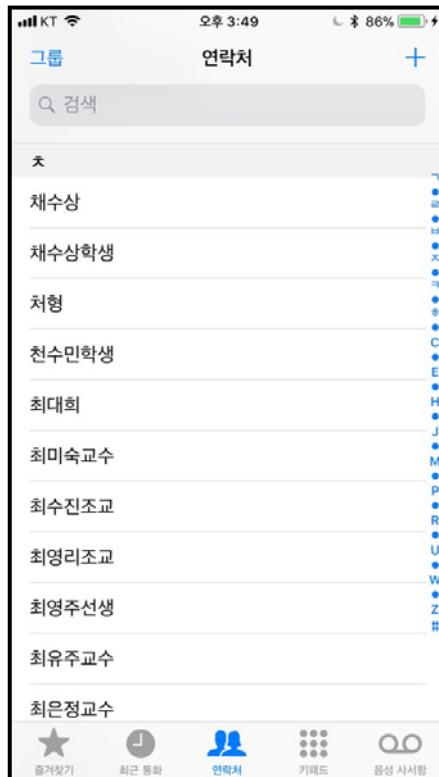 KT 오후 3:49 86%
그룹 연락처 +
검색
ㅊ
채수상
채수상학생
처형
천수민학생
최대희
최미숙교수
최수진조교
최영리조교
최영주선생
최유주교수
최은정교수
ㄱ
ㄹ
ㅂ
ㅈ
ㅋ
ㅎ
C
E
H
J
M
P
R
U
W
Z
#
즐겨찾기 최근 통화 연락처 키패드 음성 사서함